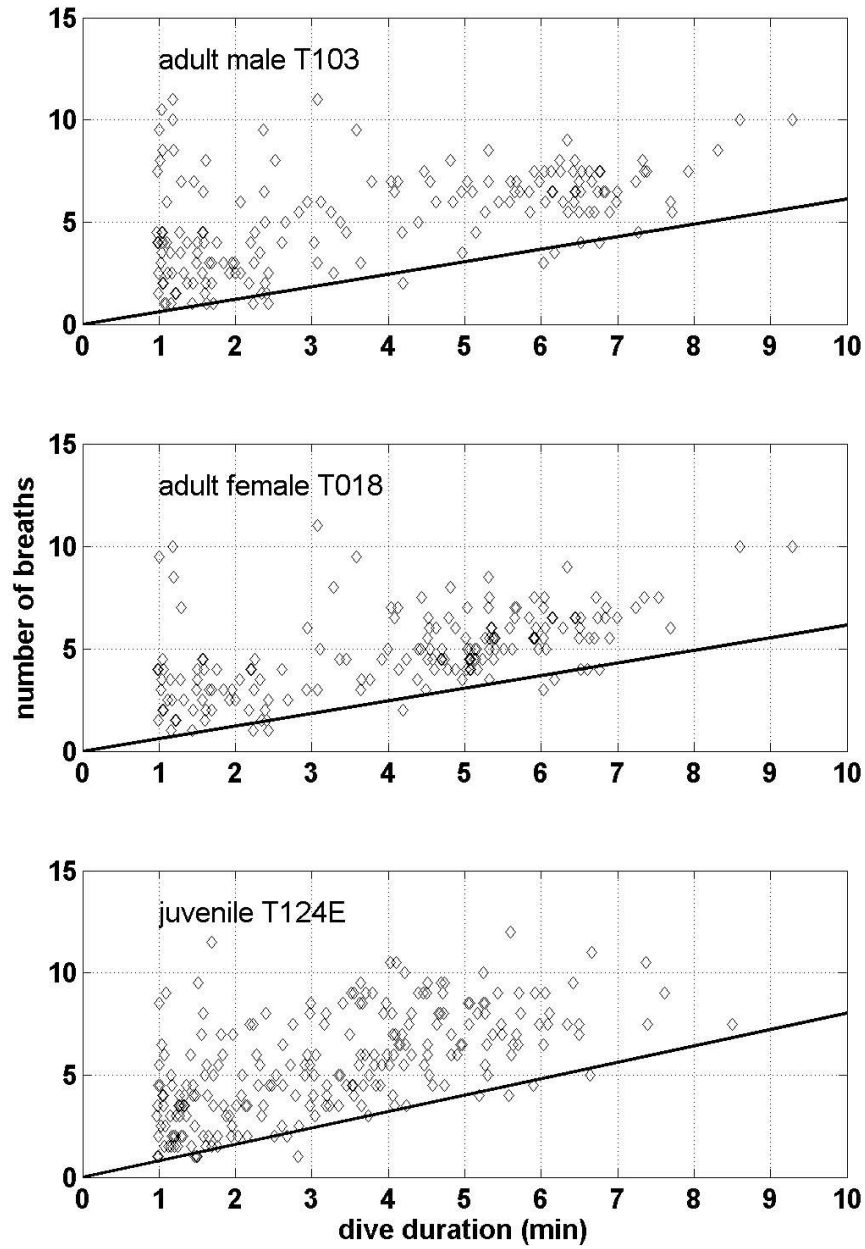 15
adult male T103
10
5
0
0 1 2 3 4 5 6 7 8 9 10
15
adult female T018
10
number of breaths
5
0
0 1 2 3 4 5 6 7 8 9 10
15
juvenile T124E
10
5
0
0 1 2 3 4 5 6 7 8 9 10
dive duration (min)